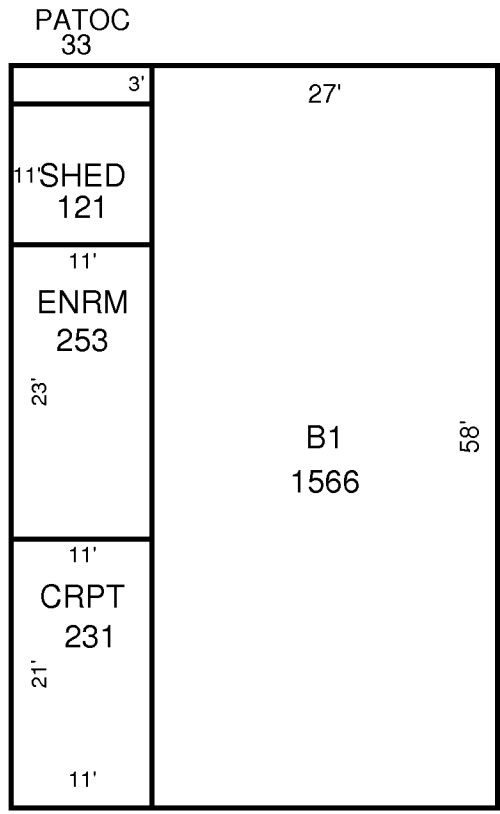 PATOC
33
3'
27'
11'
SHED
121
11'
ENRM
253
23'
B1
1566
58'
11'
CRPT
231
21'
11'